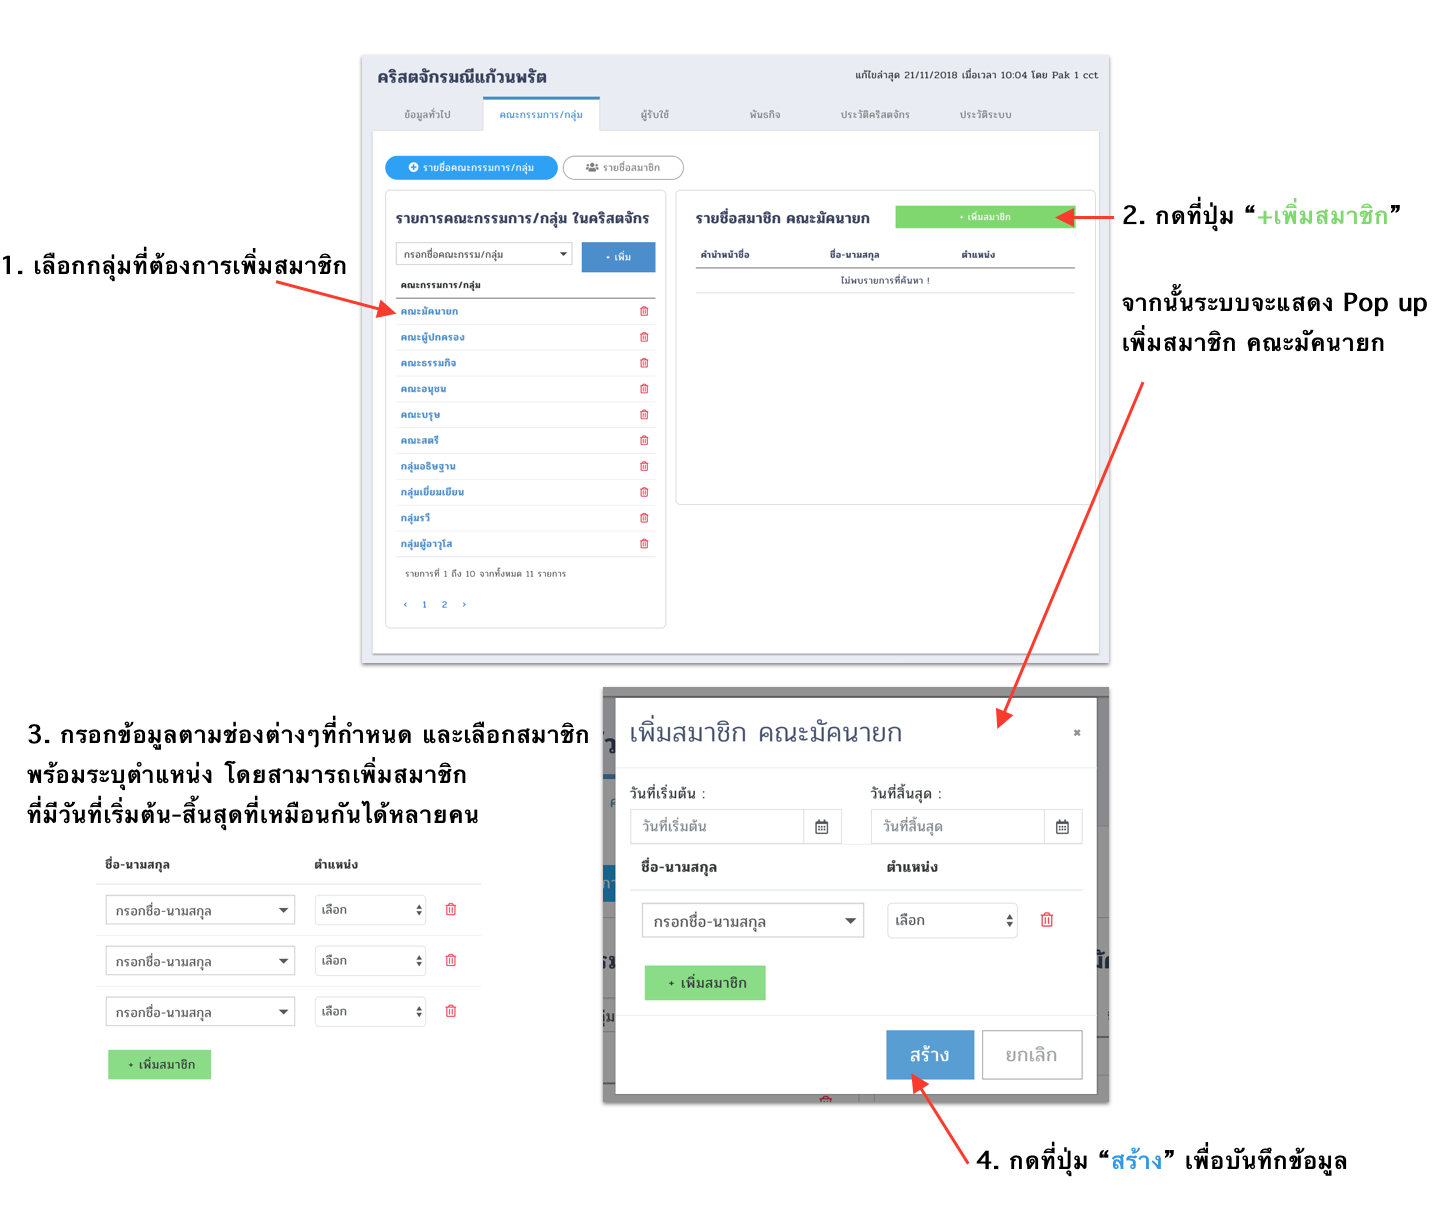 คริสตจักรมณีแก้วนพรัต
แก้ไขล่าสุด 21/11/2018 เมื่อเวลา 10:04 โดย Pak 1 cct
ข้อมูลทั่วไป คณะกรรมการ/กลุ่ม ผู้รับใช้ พันธกิจ ประวัติคริสตจักร ประวัติระบบ
รายชื่อคณะกรรมการ/กลุ่ม รายชื่อสมาชิก
รายการคณะกรรมการ/กลุ่ม ในคริสตจักร
กรอกชื่อคณะกรรม/กลุ่ม + เพิ่ม
คณะกรรมการ/กลุ่ม
คณะมัคนายก
คณะผู้ปกครอง
คณะธรรมกิจ
คณะอนุชน
คณะบรุษ
คณะสตรี
กลุ่มอธิษฐาน
กลุ่มเยี่ยมเยียน
กลุ่มรวี
กลุ่มผู้อาวุโส
รายการที่ 1 ถึง 10 จากทั้งหมด 11 รายการ
‹ 1 2 ›
รายชื่อสมาชิก คณะมัคนายก + เพิ่มสมาชิก
คำนำหน้าชื่อ ชื่อ-นามสกุล ตำแหน่ง
ไม่พบรายการที่ค้นหา !
1. เลือกกลุ่มที่ต้องการเพิ่มสมาชิก
2. กดที่ปุ่ม “+เพิ่มสมาชิก”
จากนั้นระบบจะแสดง Pop up
เพิ่มสมาชิก คณะมัคนายก
3. กรอกข้อมูลตามช่องต่างๆที่กำหนด และเลือกสมาชิก
พร้อมระบุตำแหน่ง โดยสามารถเพิ่มสมาชิก
ที่มีวันที่เริ่มต้น-สิ้นสุดที่เหมือนกันได้หลายคน
ชื่อ-นามสกุล ตำแหน่ง
กรอกชื่อ-นามสกุล เลือก
กรอกชื่อ-นามสกุล เลือก
กรอกชื่อ-นามสกุล เลือก
+ เพิ่มสมาชิก
เพิ่มสมาชิก คณะมัคนายก ×
วันที่เริ่มต้น : วันที่สิ้นสุด :
วันที่เริ่มต้น วันที่สิ้นสุด
ชื่อ-นามสกุล ตำแหน่ง
กรอกชื่อ-นามสกุล เลือก
+ เพิ่มสมาชิก
สร้าง ยกเลิก
4. กดที่ปุ่ม “สร้าง” เพื่อบันทึกข้อมูล